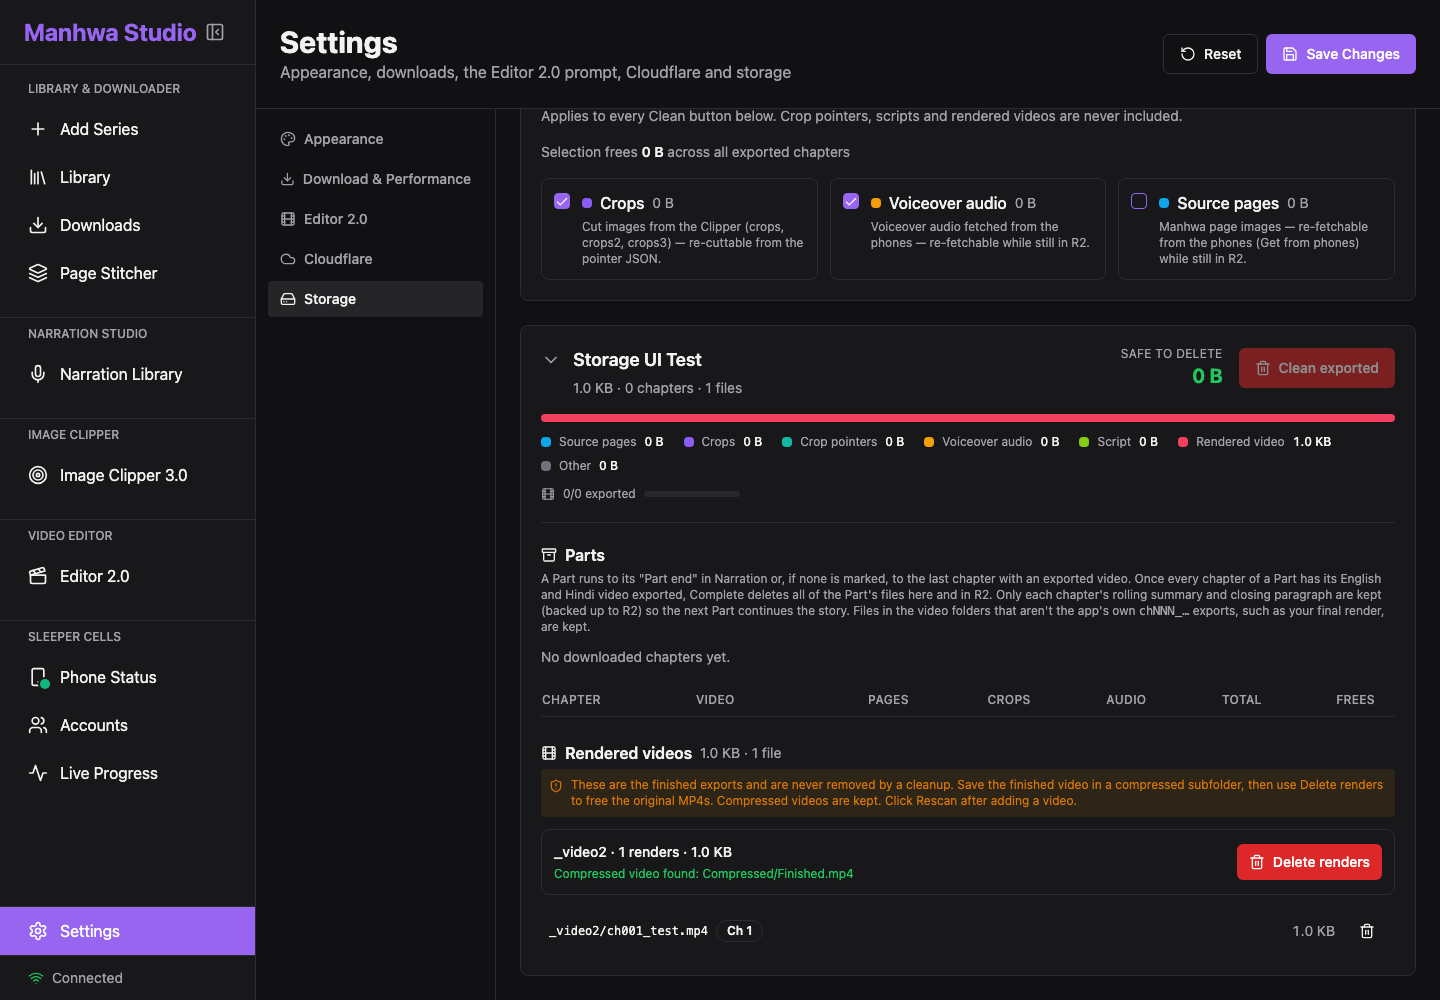 Manhwa Studio
LIBRARY & DOWNLOADER
Add Series
Library
Downloads
Page Stitcher
NARRATION STUDIO
Narration Library
IMAGE CLIPPER
Image Clipper 3.0
VIDEO EDITOR
Editor 2.0
SLEEPER CELLS
Phone Status
Accounts
Live Progress
Settings
Connected
Settings
Appearance, downloads, the Editor 2.0 prompt, Cloudflare and storage
Reset
Save Changes
Appearance
Download & Performance
Editor 2.0
Cloudflare
Storage
Applies to every Clean button below. Crop pointers, scripts and rendered videos are never included.
Selection frees 0 B across all exported chapters
Crops 0 B
Cut images from the Clipper (crops,
crops2, crops3) — re-cuttable from the
pointer JSON.
Voiceover audio 0 B
Voiceover audio fetched from the
phones — re-fetchable while still in R2.
Source pages 0 B
Manhwa page images — re-fetchable
from the phones (Get from phones)
while still in R2.
Storage UI Test
1.0 KB · 0 chapters · 1 files
SAFE TO DELETE
0 B
Clean exported
Source pages 0 B Crops 0 B Crop pointers 0 B Voiceover audio 0 B Script 0 B Rendered video 1.0 KB
Other 0 B
0/0 exported
Parts
A Part runs to its "Part end" in Narration or, if none is marked, to the last chapter with an exported video. Once every chapter of a Part has its English
and Hindi video exported, Complete deletes all of the Part's files here and in R2. Only each chapter's rolling summary and closing paragraph are kept
(backed up to R2) so the next Part continues the story. Files in the video folders that aren't the app's own chNNN_… exports, such as your final render,
are kept.
No downloaded chapters yet.
CHAPTER VIDEO PAGES CROPS AUDIO TOTAL FREES
Rendered videos 1.0 KB · 1 file
These are the finished exports and are never removed by a cleanup. Save the finished video in a compressed subfolder, then use Delete renders
to free the original MP4s. Compressed videos are kept. Click Rescan after adding a video.
_video2 · 1 renders · 1.0 KB
Compressed video found: Compressed/Finished.mp4
Delete renders
_video2/ch001_test.mp4 Ch 1 1.0 KB